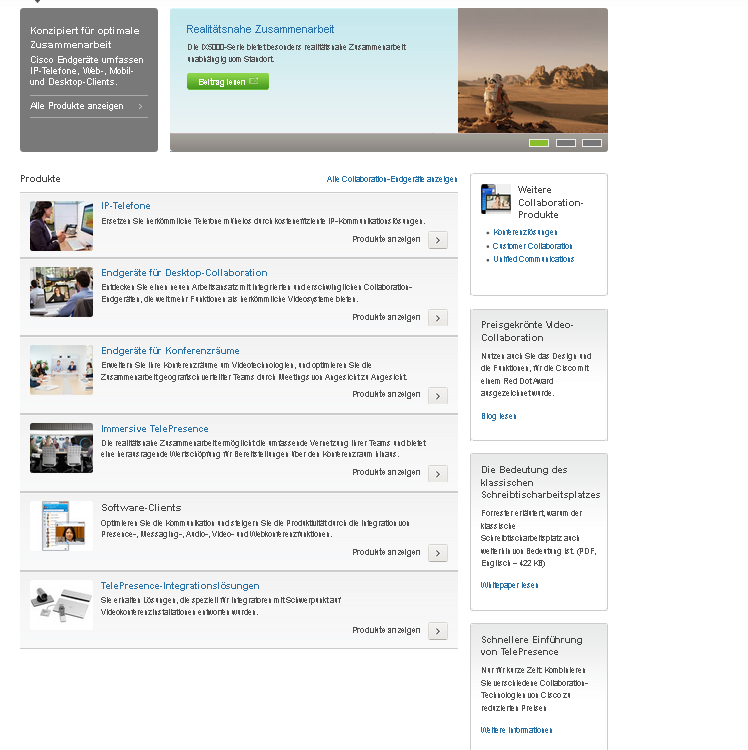 Konzipiert für optimale
Zusammenarbeit
Cisco Endgeräte umfassen
IP-Telefone, Web-, Mobil-
und Desktop-Clients.
Alle Produkte anzeigen
Realitätsnahe Zusammenarbeit
Die IX5000-Serie bietet besonders realitätsnahe Zusammenarbeit
unabhängig vom Standort.
Beitrag lesen
Produkte
Alle Collaboration-Endgeräte anzeigen
IP-Telefone
Ersetzen Sie herkömmliche Telefone mühelos durch kosteneffiziente IP-Kommunikationslösungen.
Produkte anzeigen
Endgeräte für Desktop-Collaboration
Entdecken Sie einen neuen Arbeitsansatz mit integrierten und erschwinglichen Collaboration-
Endgeräten, die weit mehr Funktionen als herkömmliche Videosysteme bieten.
Produkte anzeigen
Endgeräte für Konferenzräume
Erweitern Sie Ihre Konferenzräume um Videotechnologien, und optimieren Sie die
Zusammenarbeit geografisch verteilter Teams durch Meetings von Angesicht zu Angesicht.
Produkte anzeigen
Immersive TelePresence
Die realitätsnahe Zusammenarbeit ermöglicht die umfassende Vernetzung Ihrer Teams und bietet
eine herausragende Wertschöpfung für Bereitstellungen über den Konferenzraum hinaus.
Produkte anzeigen
Software-Clients
Optimieren Sie die Kommunikation und steigern Sie die Produktivität durch die Integration von
Presence-, Messaging-, Audio-, Video- und Webkonferenzfunktionen.
Produkte anzeigen
TelePresence-Integrationslösungen
Sie erhalten Lösungen, die speziell für Integratoren mit Schwerpunkt auf
Videokonferenzinstallationen entworfen wurden.
Produkte anzeigen
Weitere
Collaboration-
Produkte
Konferenzlösungen
Customer Collaboration
Unified Communications
Preisgekrönte Video-
Collaboration
Nutzen auch Sie das Design und
die Funktionen, für die Cisco mit
einem Red Dot Award
ausgezeichnet wurde.
Blog lesen
Die Bedeutung des
klassischen
Schreibtischarbeitsplatzes
Forrester erläutert, warum der
klassische
Schreibtischarbeitsplatz auch
weiterhin von Bedeutung ist. (PDF,
Englisch – 422 KB)
Whitepaper lesen
Schnellere Einführung
von TelePresence
Nur für kurze Zeit: Kombinieren
Sie verschiedene Collaboration-
Technologien von Cisco zu
reduzierten Preisen
Weitere Informationen